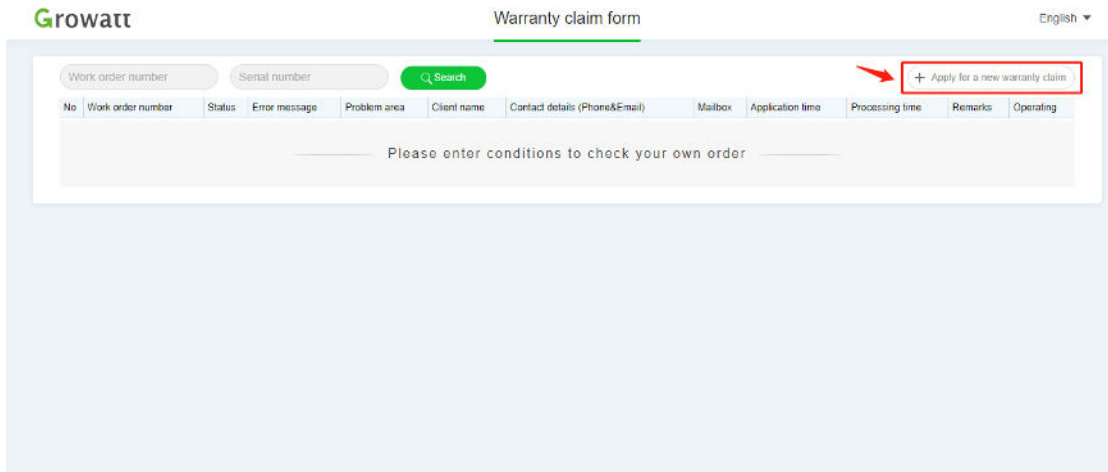 Growatt Warranty claim form English
Work order number Serial number Search + Apply for a new warranty claim
No Work order number Status Error message Problem area Client name Contact details (Phone&Email) Mailbox Application time Processing time Remarks Operating
Please enter conditions to check your own order